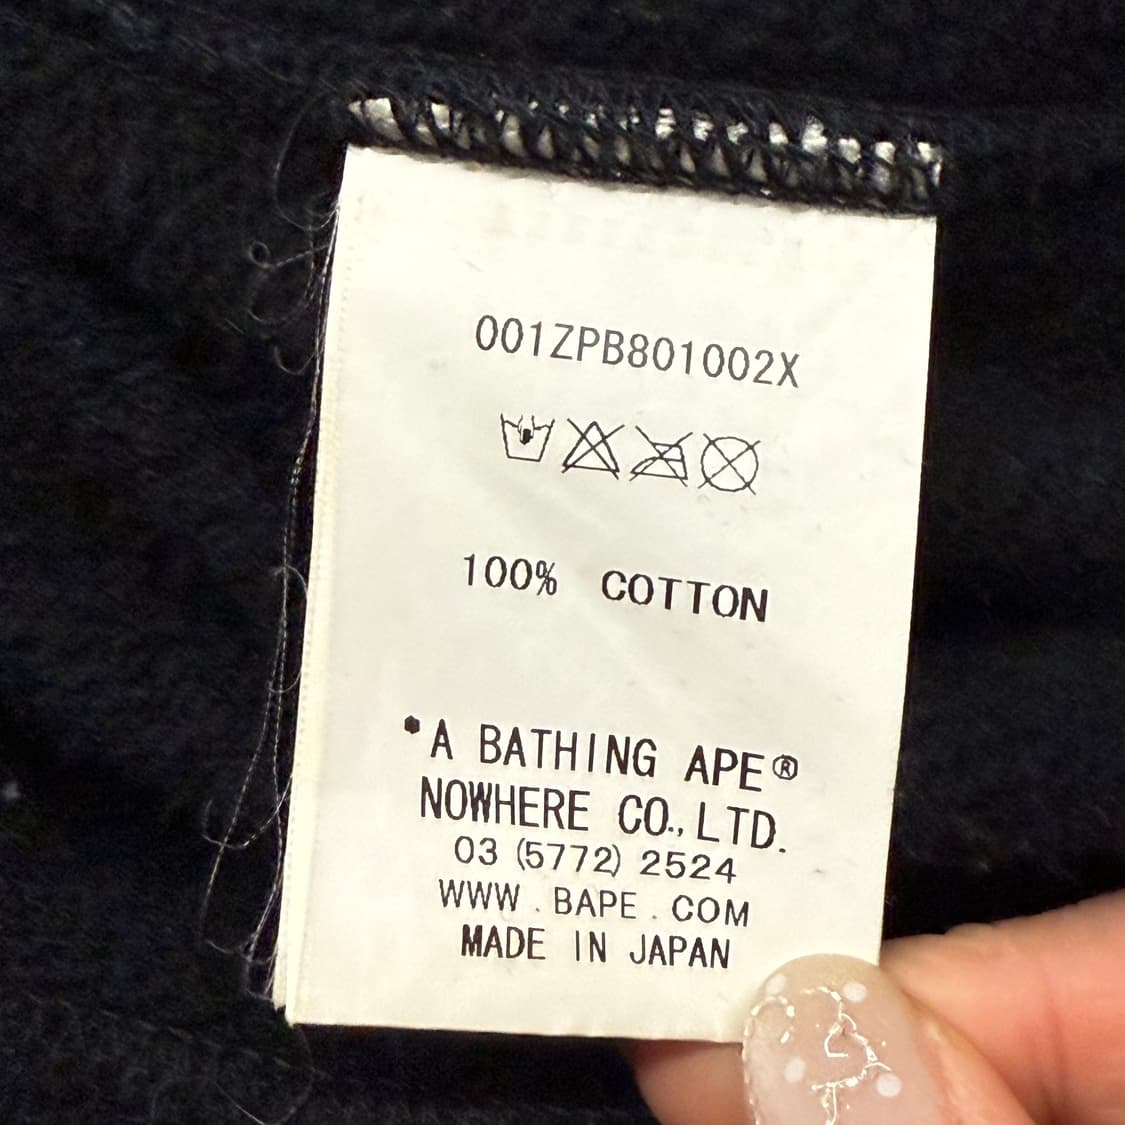 001ZPB801002X
100% COTTON
*A BATHING APE®
NOWHERE CO.,LTD.
03 (5772) 2524
WWW.BAPE.COM
MADE IN JAPAN